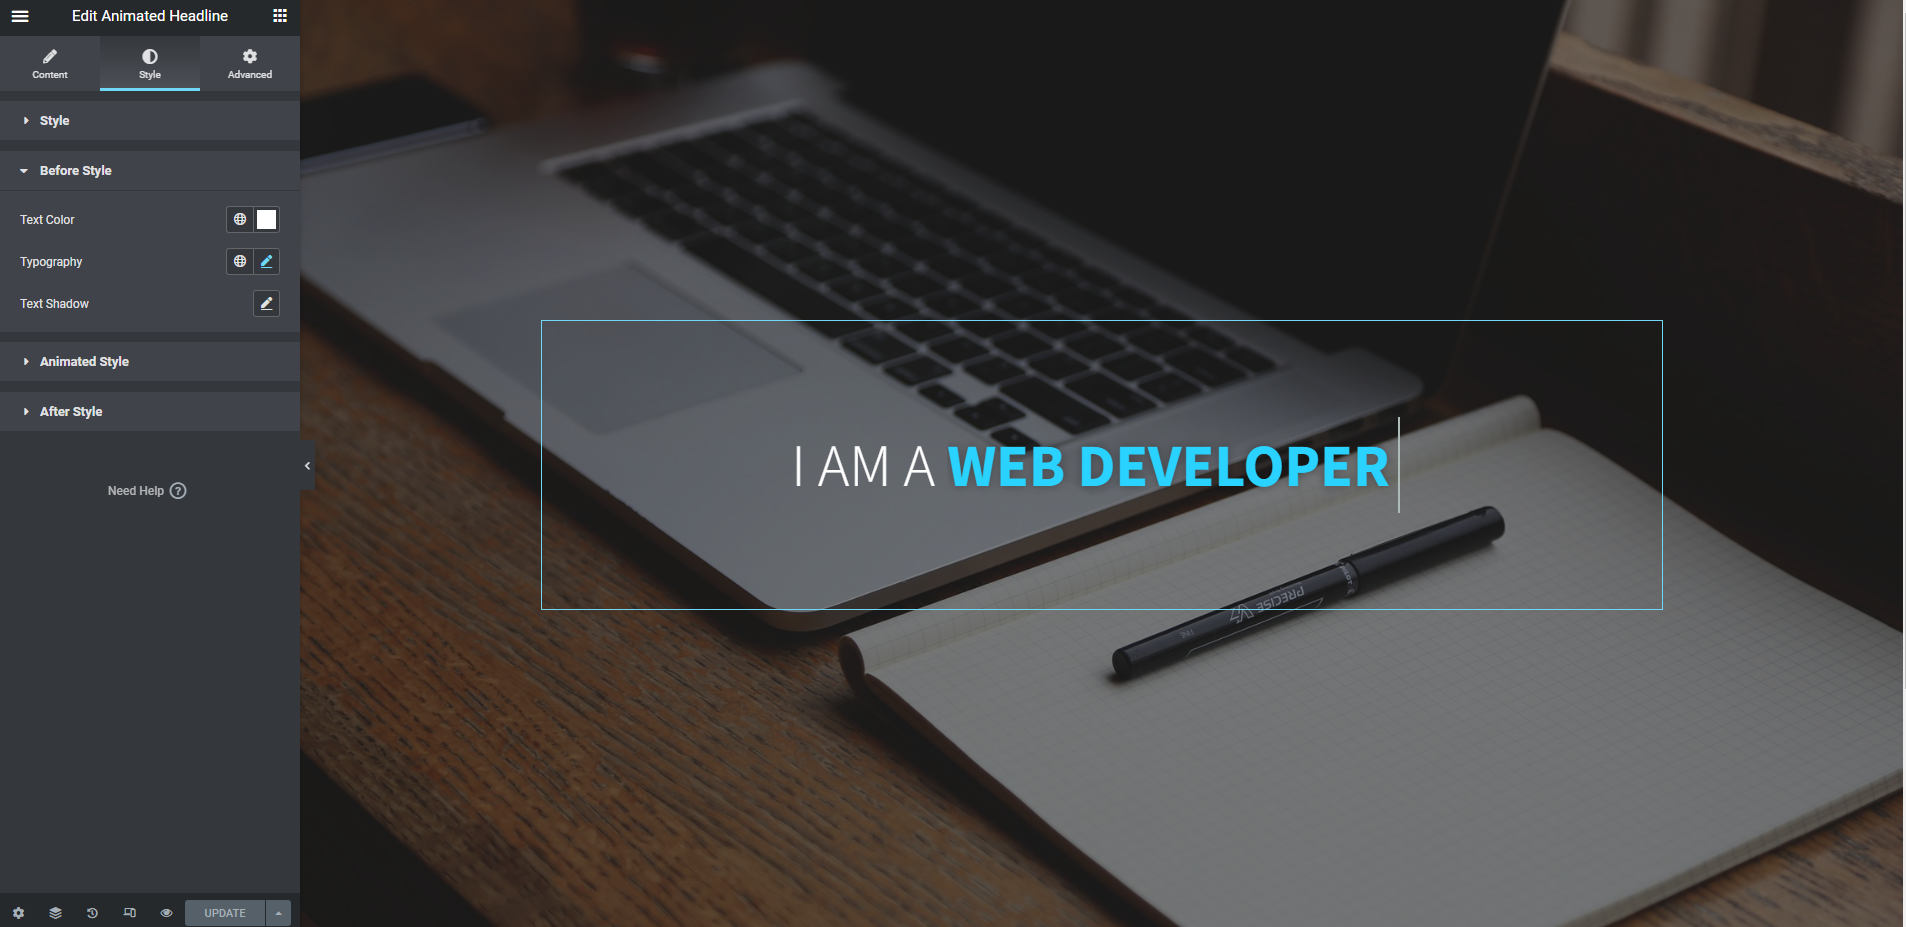 Edit Animated Headline
Content
Style
Advanced
Style
Before Style
Text Color
Typography
Text Shadow
Animated Style
After Style
Need Help ?
UPDATE
I AM A WEB DEVELOPER
PRECISE V7